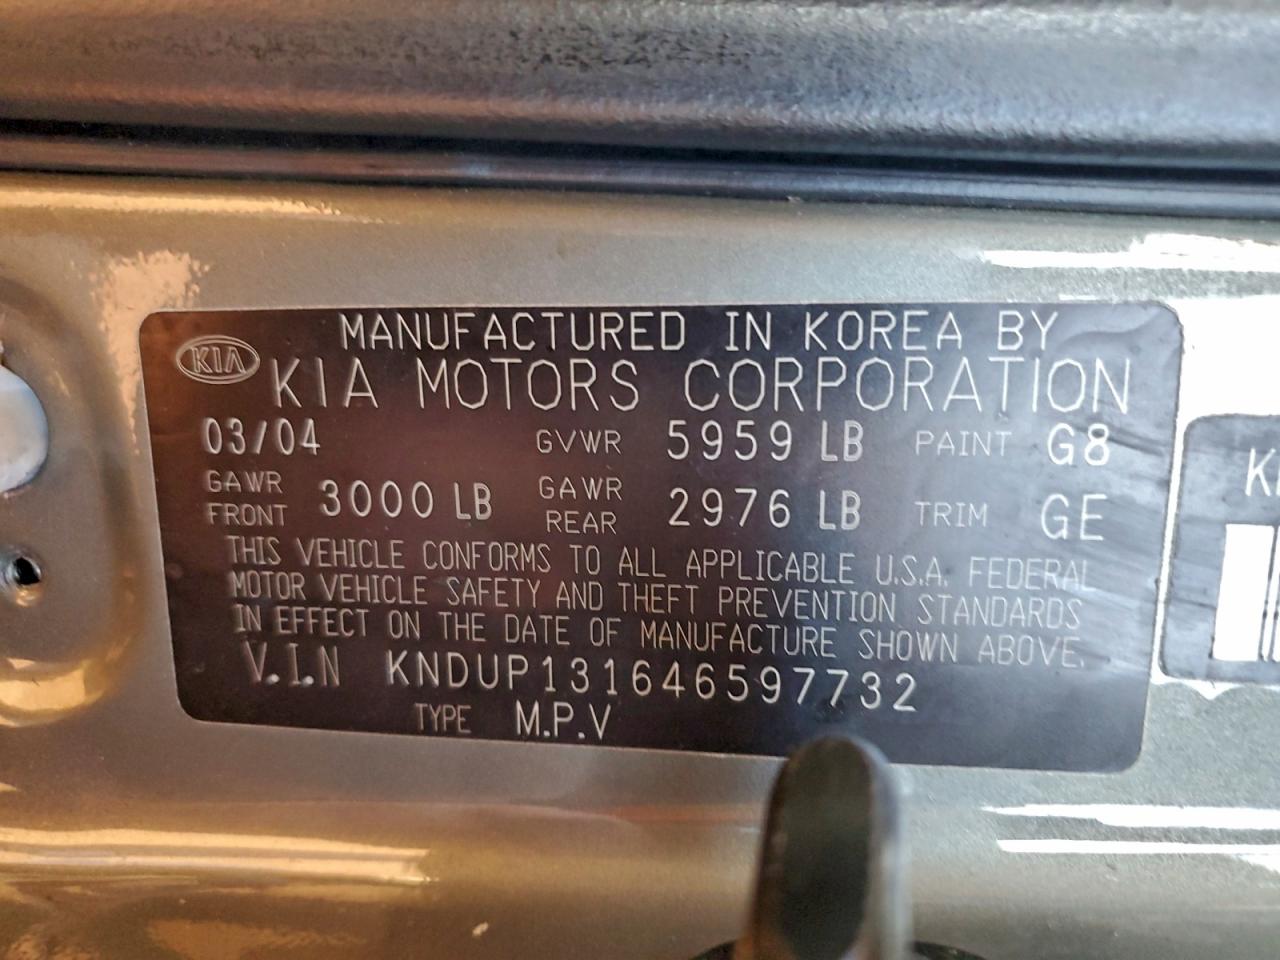 MANUFACTURED IN KOREA BY
KIA KIA MOTORS CORPORATION
03/04 GVWR 5959 LB PAINT G8
GAWR FRONT 3000 LB GAWR REAR 2976 LB TRIM GE
THIS VEHICLE CONFORMS TO ALL APPLICABLE U.S.A. FEDERAL
MOTOR VEHICLE SAFETY AND THEFT PREVENTION STANDARDS
IN EFFECT ON THE DATE OF MANUFACTURE SHOWN ABOVE.
V.I.N KNDUP131646597732
TYPE M.P.V